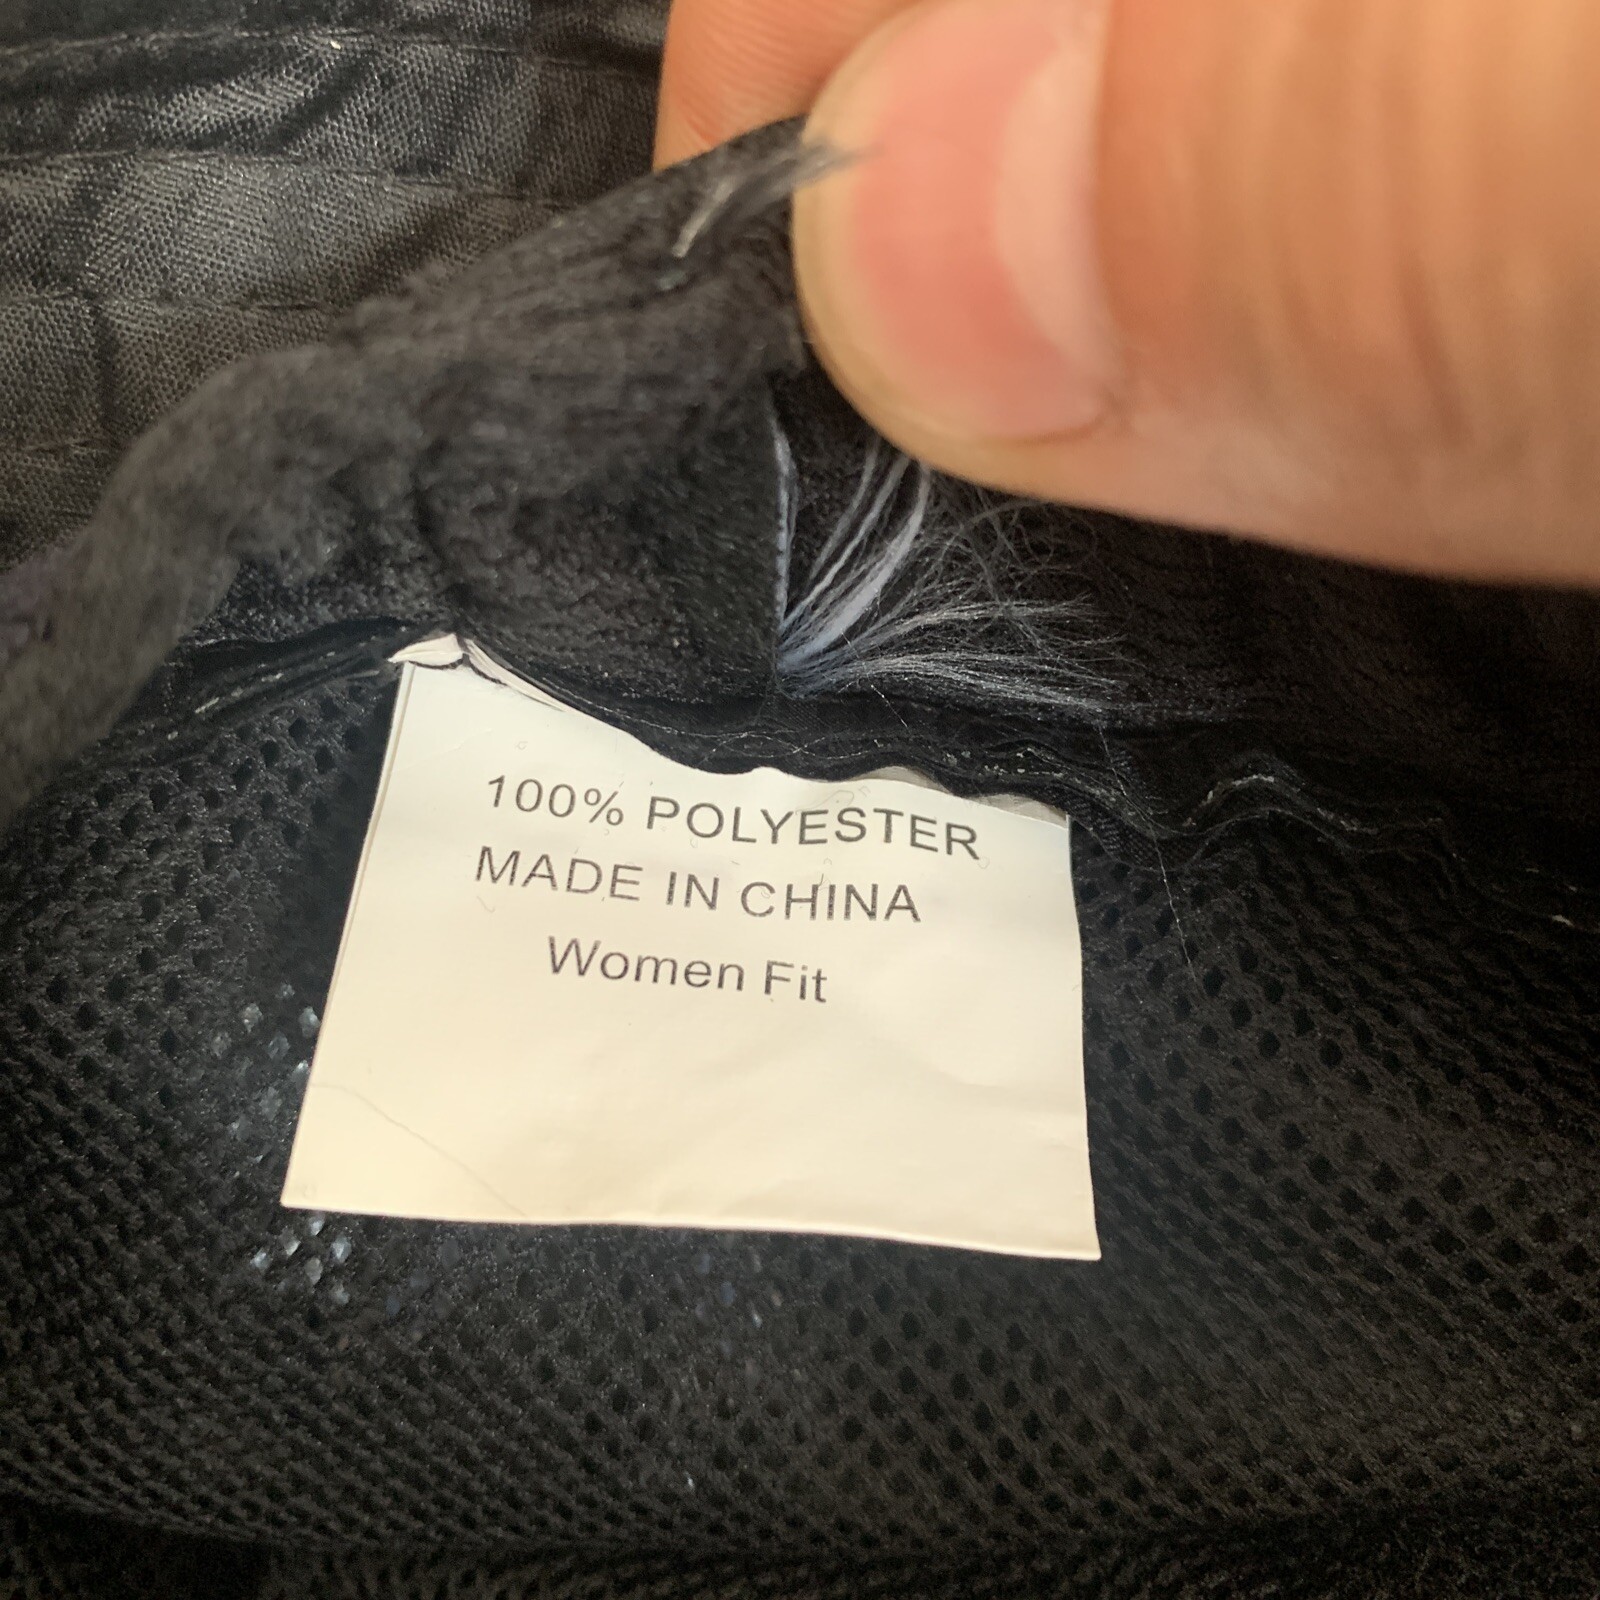 100% POLYESTER
MADE IN CHINA
Women Fit